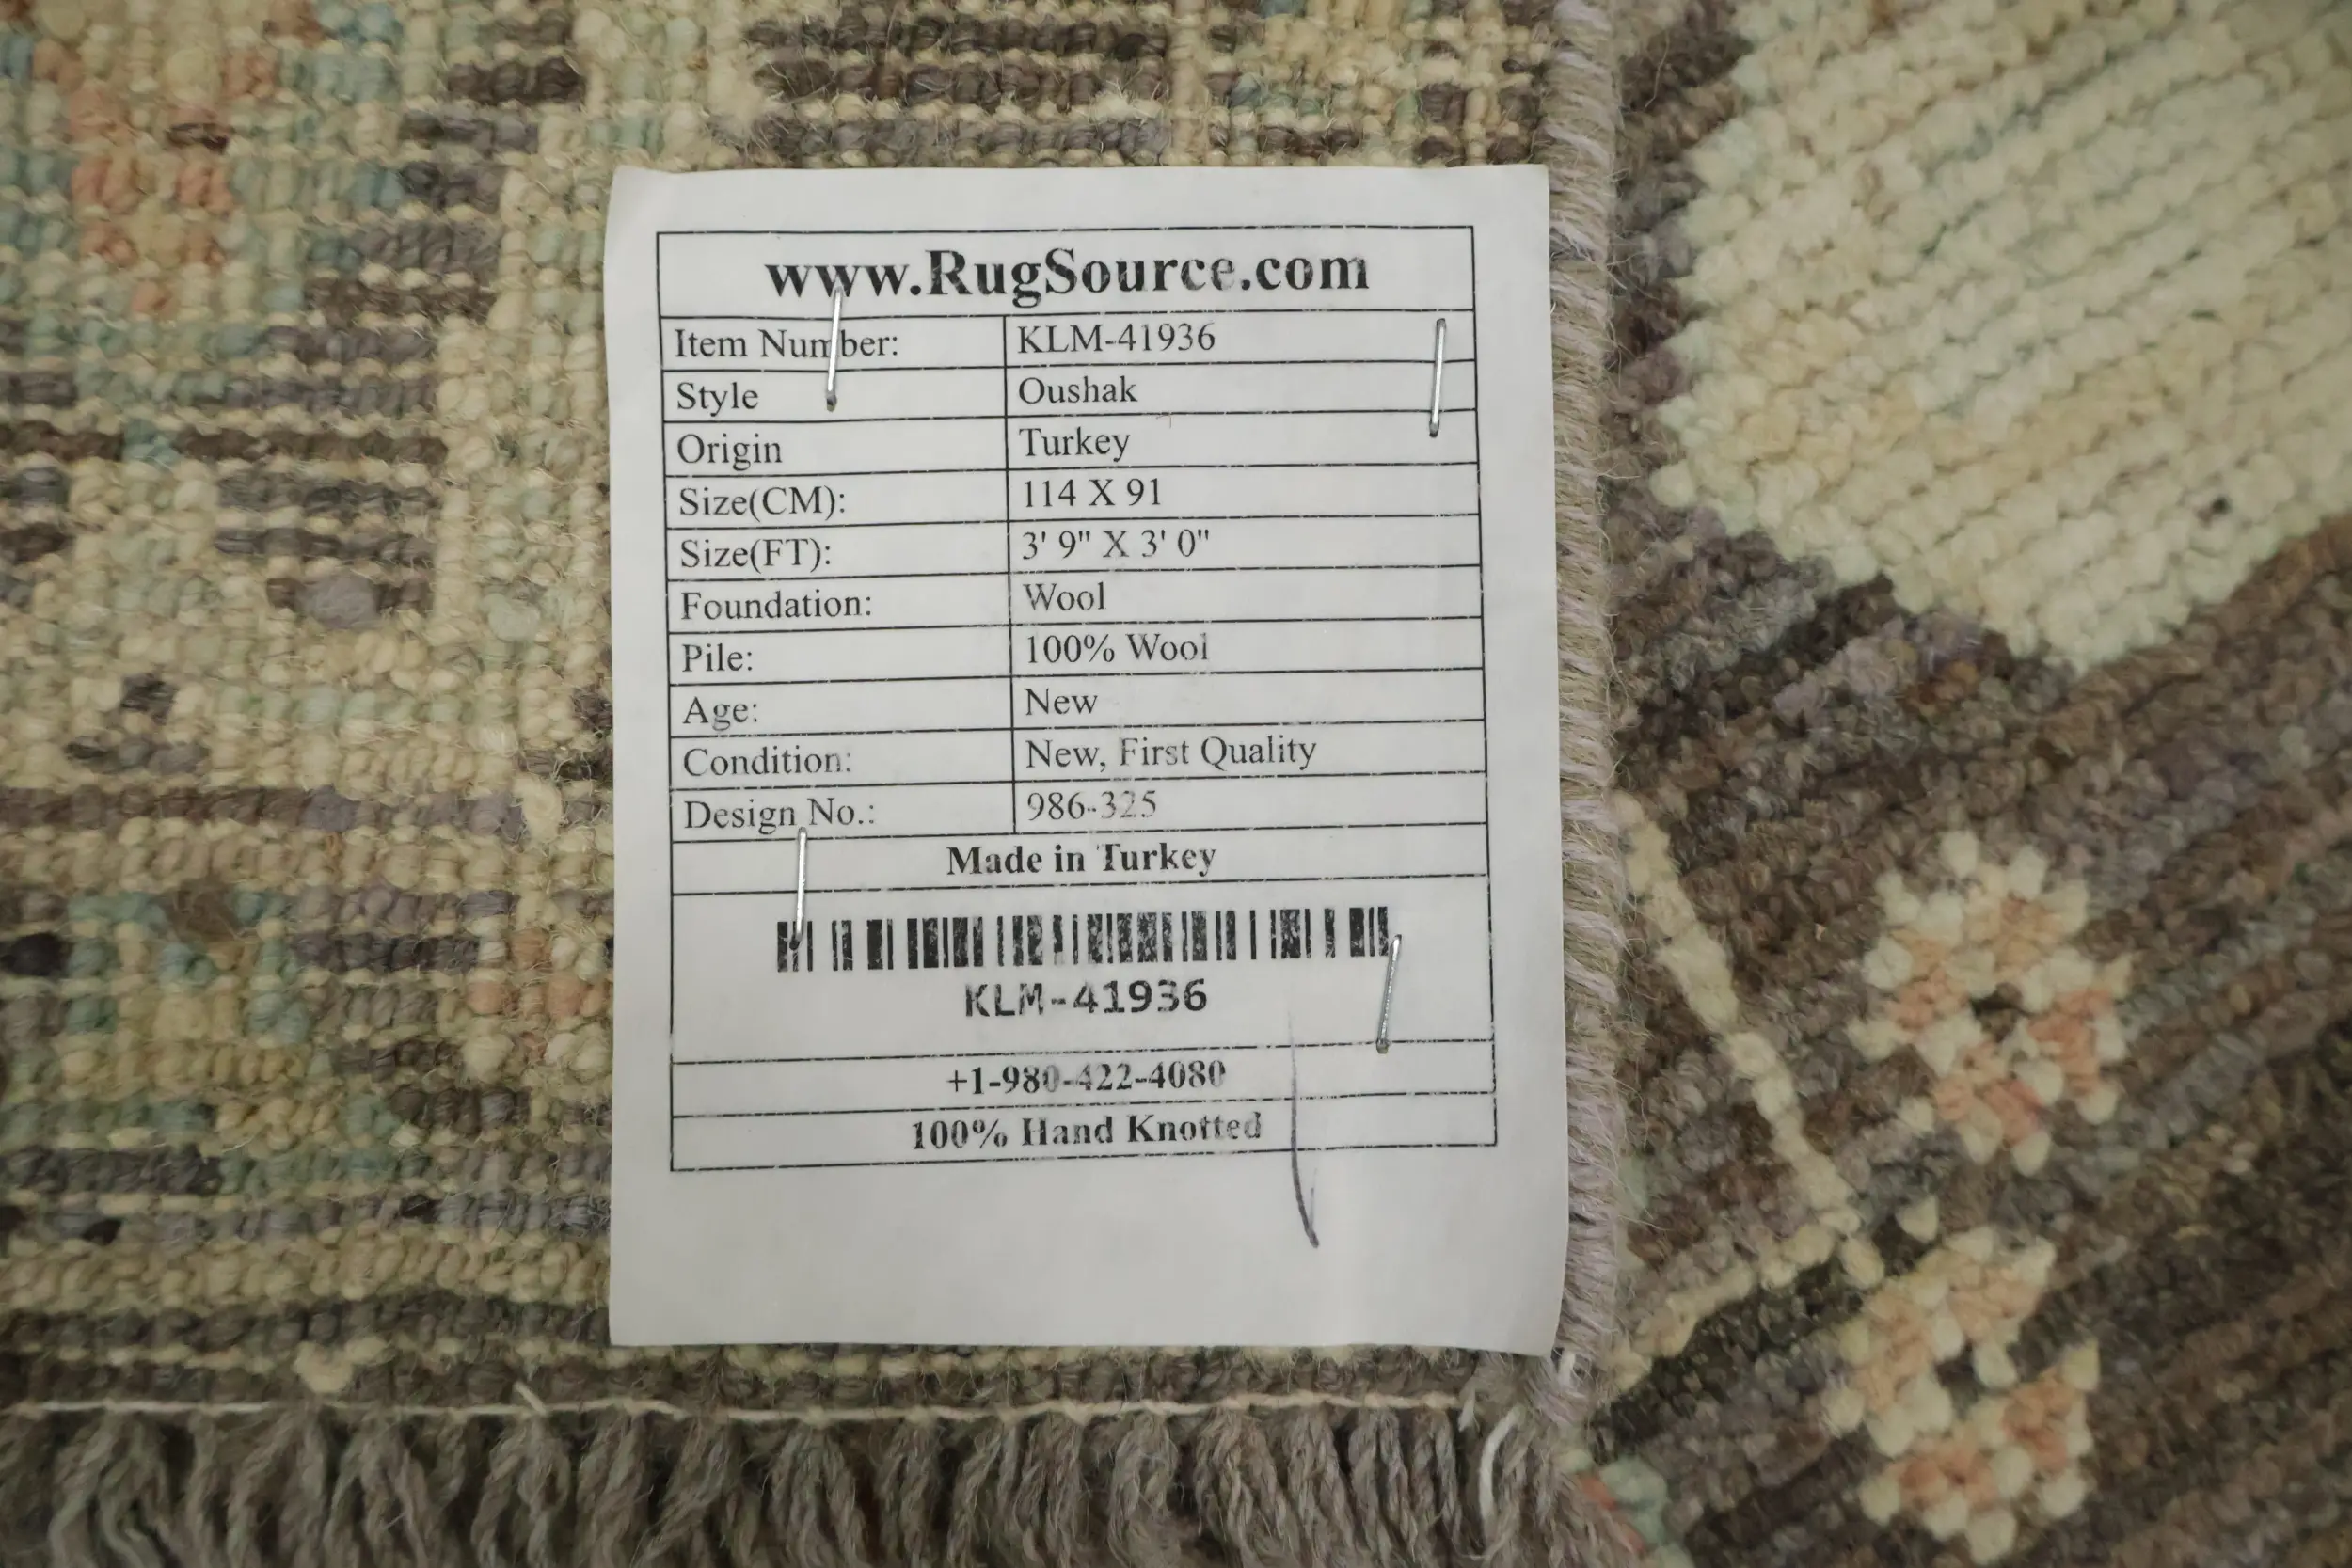 www.RugSource.com
Item Number: KLM-41936
Style Oushak
Origin Turkey
Size(CM): 114 X 91
Size(FT): 3' 9" X 3' 0"
Foundation: Wool
Pile: 100% Wool
Age: New
Condition: New, First Quality
Design No.: 986-325
Made in Turkey
KLM-41936
+1-980-422-4080
100% Hand Knotted